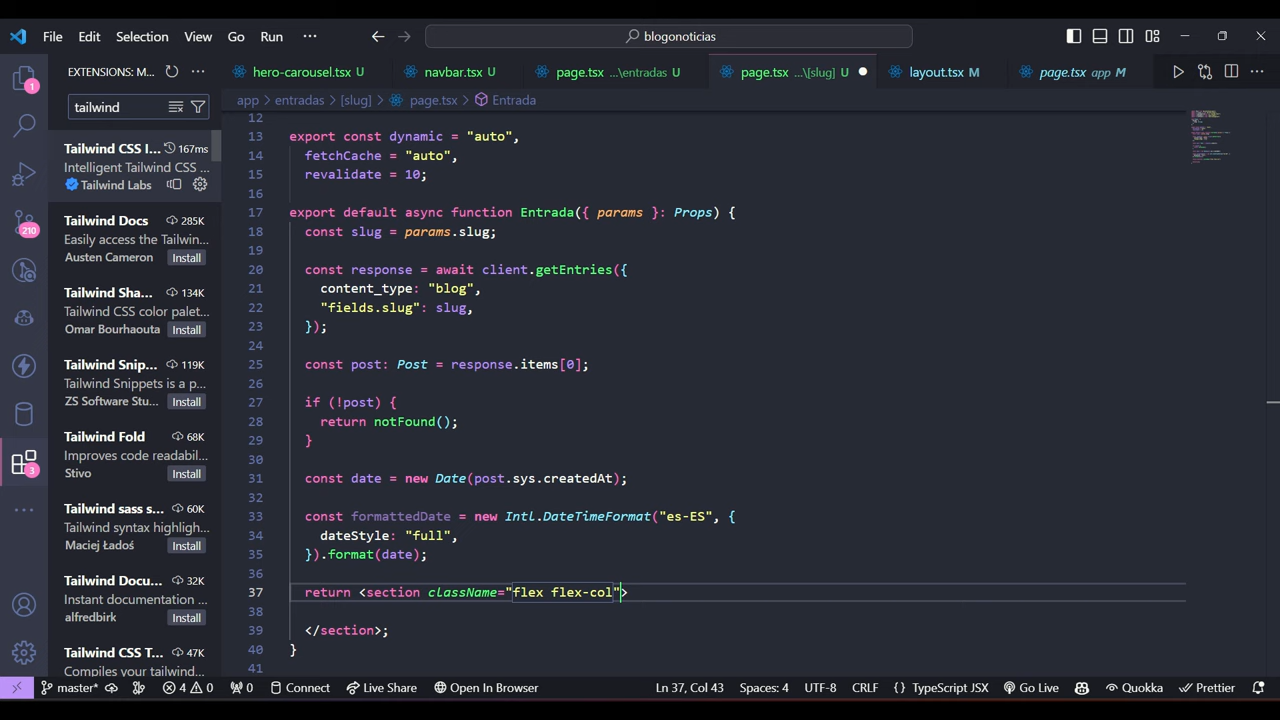 File Edit Selection View Go Run ··· blogonoticias
EXTENSIONS: M... ···
tailwind
Tailwind CSS I... 167ms
Intelligent Tailwind CSS ...
Tailwind Labs
Tailwind Docs 285K
Easily access the Tailwin...
Austen Cameron Install
Tailwind Sha... 134K
Tailwind CSS color palet...
Omar Bourhaouta Install
Tailwind Snip... 119K
Tailwind Snippets is a p...
ZS Software Stu... Install
Tailwind Fold 68K
Improves code readabil...
Stivo Install
Tailwind sass s... 60K
Tailwind syntax highligh...
Maciej Ładoś Install
Tailwind Docu... 32K
Instant documentation ...
alfredbirk Install
Tailwind CSS T... 47K
Compiles your tailwind...
1
210
3
hero-carousel.tsx U navbar.tsx U page.tsx ...\entradas U page.tsx ...\[slug] U layout.tsx M page.tsx app M
app > entradas > [slug] > page.tsx > Entrada
12
13 export const dynamic = "auto",
14 fetchCache = "auto",
15 revalidate = 10;
16
17 export default async function Entrada({ params }: Props) {
18 const slug = params.slug;
19
20 const response = await client.getEntries({
21 content_type: "blog",
22 "fields.slug": slug,
23 });
24
25 const post: Post = response.items[0];
26
27 if (!post) {
28 return notFound();
29 }
30
31 const date = new Date(post.sys.createdAt);
32
33 const formattedDate = new Intl.DateTimeFormat("es-ES", {
34 dateStyle: "full",
35 }).format(date);
36
37 return <section className="flex flex-col">
38
39 </section>;
40 }
41
master* 4 0 0 Connect Live Share Open In Browser Ln 37, Col 43 Spaces: 4 UTF-8 CRLF {} TypeScript JSX Go Live Quokka Prettier